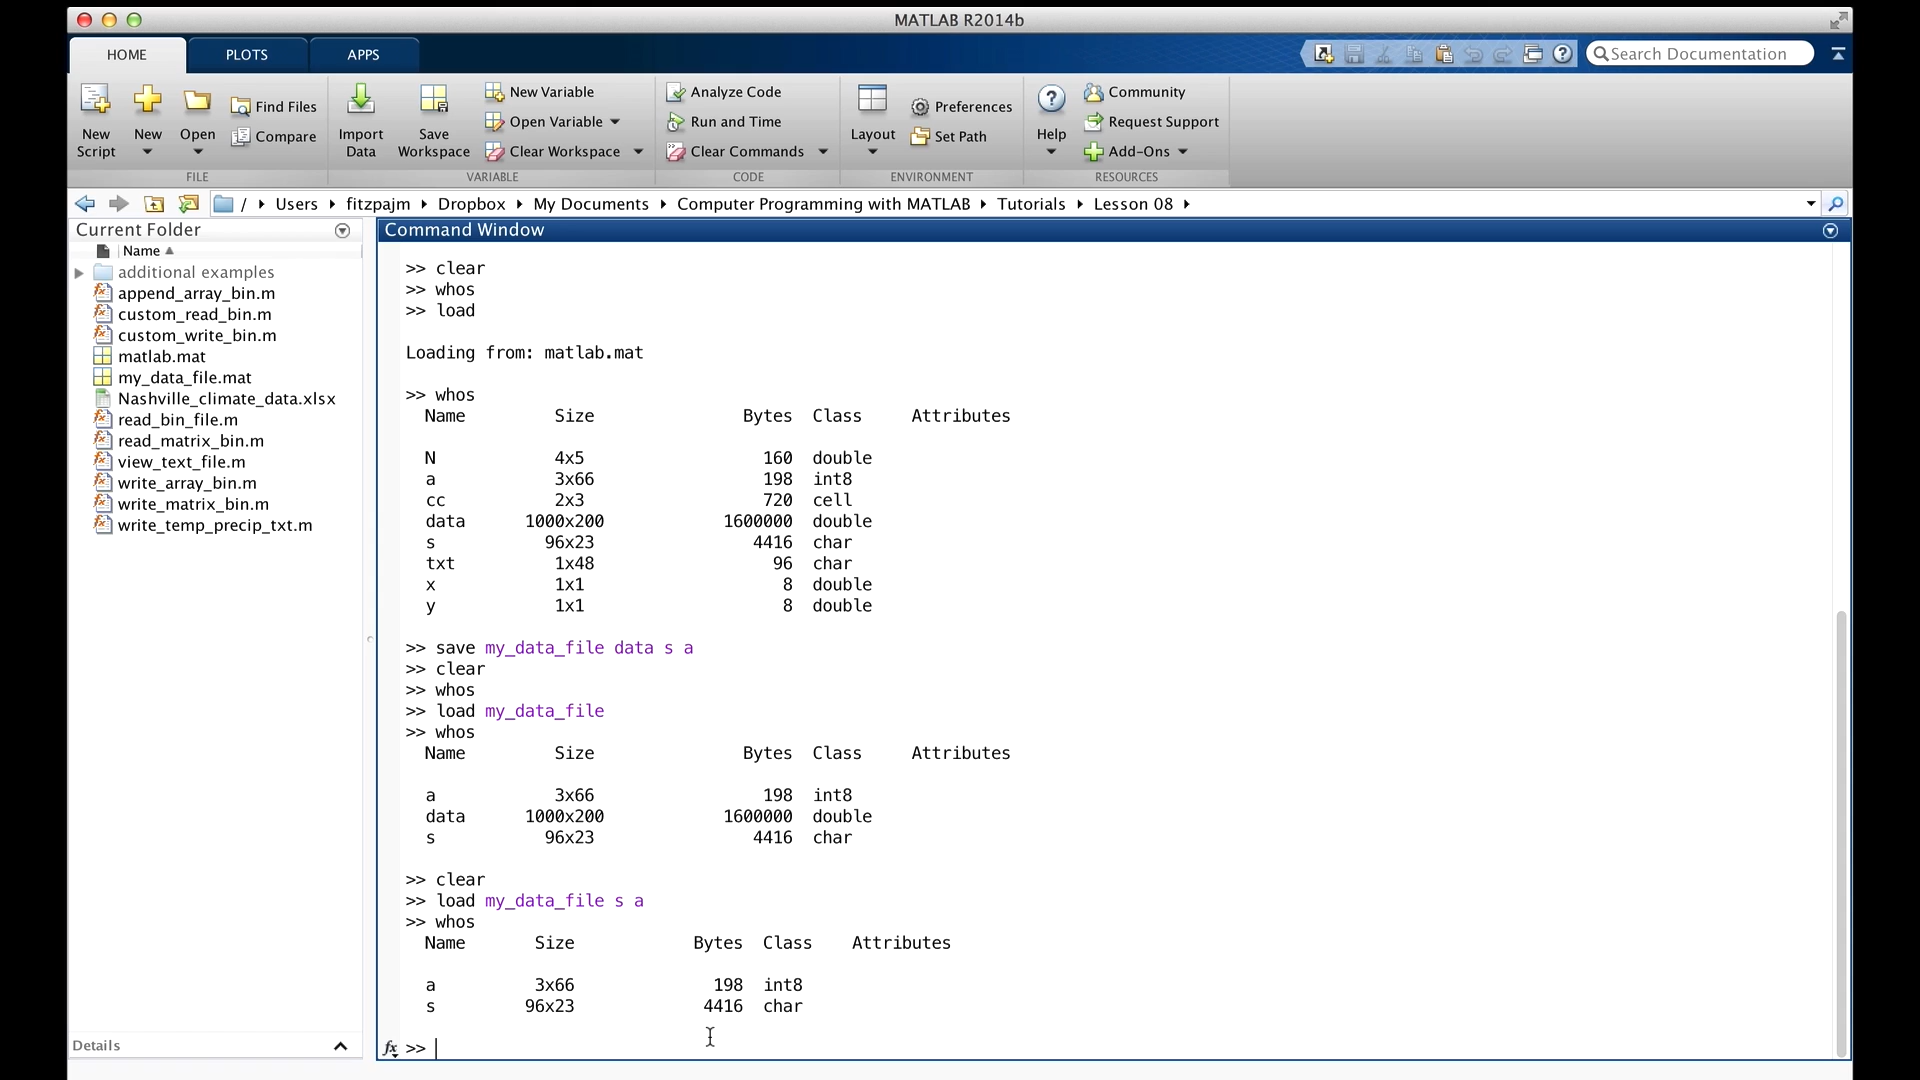 MATLAB R2014b
HOME PLOTS APPS
Search Documentation
New Script
New
Open
Find Files
Compare
FILE
Import Data
Save Workspace
New Variable
Open Variable
Clear Workspace
VARIABLE
Analyze Code
Run and Time
Clear Commands
CODE
Layout
Preferences
Set Path
ENVIRONMENT
Help
Community
Request Support
Add-Ons
RESOURCES
/ Users fitzpajm Dropbox My Documents Computer Programming with MATLAB Tutorials Lesson 08
Current Folder
Name
additional examples
append_array_bin.m
custom_read_bin.m
custom_write_bin.m
matlab.mat
my_data_file.mat
Nashville_climate_data.xlsx
read_bin_file.m
read_matrix_bin.m
view_text_file.m
write_array_bin.m
write_matrix_bin.m
write_temp_precip_txt.m
Details
Command Window
>> clear
>> whos
>> load
Loading from: matlab.mat
>> whos
Name Size Bytes Class Attributes
N 4x5 160 double
a 3x66 198 int8
cc 2x3 720 cell
data 1000x200 1600000 double
s 96x23 4416 char
txt 1x48 96 char
x 1x1 8 double
y 1x1 8 double
>> save my_data_file data s a
>> clear
>> whos
>> load my_data_file
>> whos
Name Size Bytes Class Attributes
a 3x66 198 int8
data 1000x200 1600000 double
s 96x23 4416 char
>> clear
>> load my_data_file s a
>> whos
Name Size Bytes Class Attributes
a 3x66 198 int8
s 96x23 4416 char
fx >>